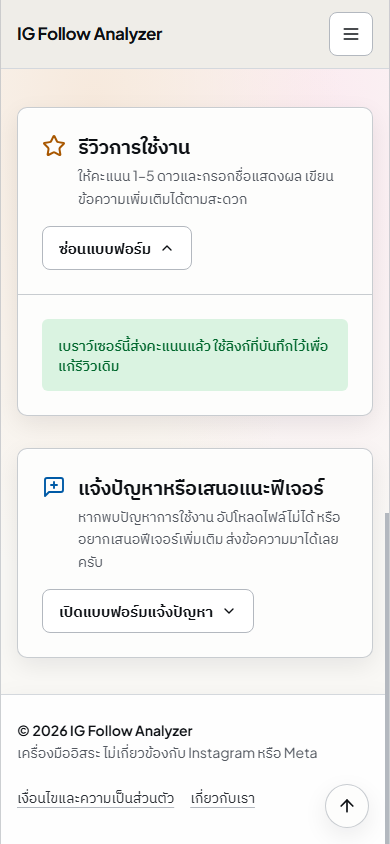 IG Follow Analyzer
รีวิวการใช้งาน
ให้คะแนน 1–5 ดาวและกรอกชื่อแสดงผล เขียน
ข้อความเพิ่มเติมได้ตามสะดวก
ซ่อนแบบฟอร์ม
เบราว์เซอร์นี้ส่งคะแนนแล้ว ใช้ลิงก์ที่บันทึกไว้เพื่อ
แก้รีวิวเดิม
แจ้งปัญหาหรือเสนอแนะฟีเจอร์
หากพบปัญหาการใช้งาน อัปโหลดไฟล์ไม่ได้ หรือ
อยากเสนอฟีเจอร์เพิ่มเติม ส่งข้อความมาได้เลย
ครับ
เปิดแบบฟอร์มแจ้งปัญหา
© 2026 IG Follow Analyzer
เครื่องมืออิสระ ไม่เกี่ยวข้องกับ Instagram หรือ Meta
เงื่อนไขและความเป็นส่วนตัว เกี่ยวกับเรา